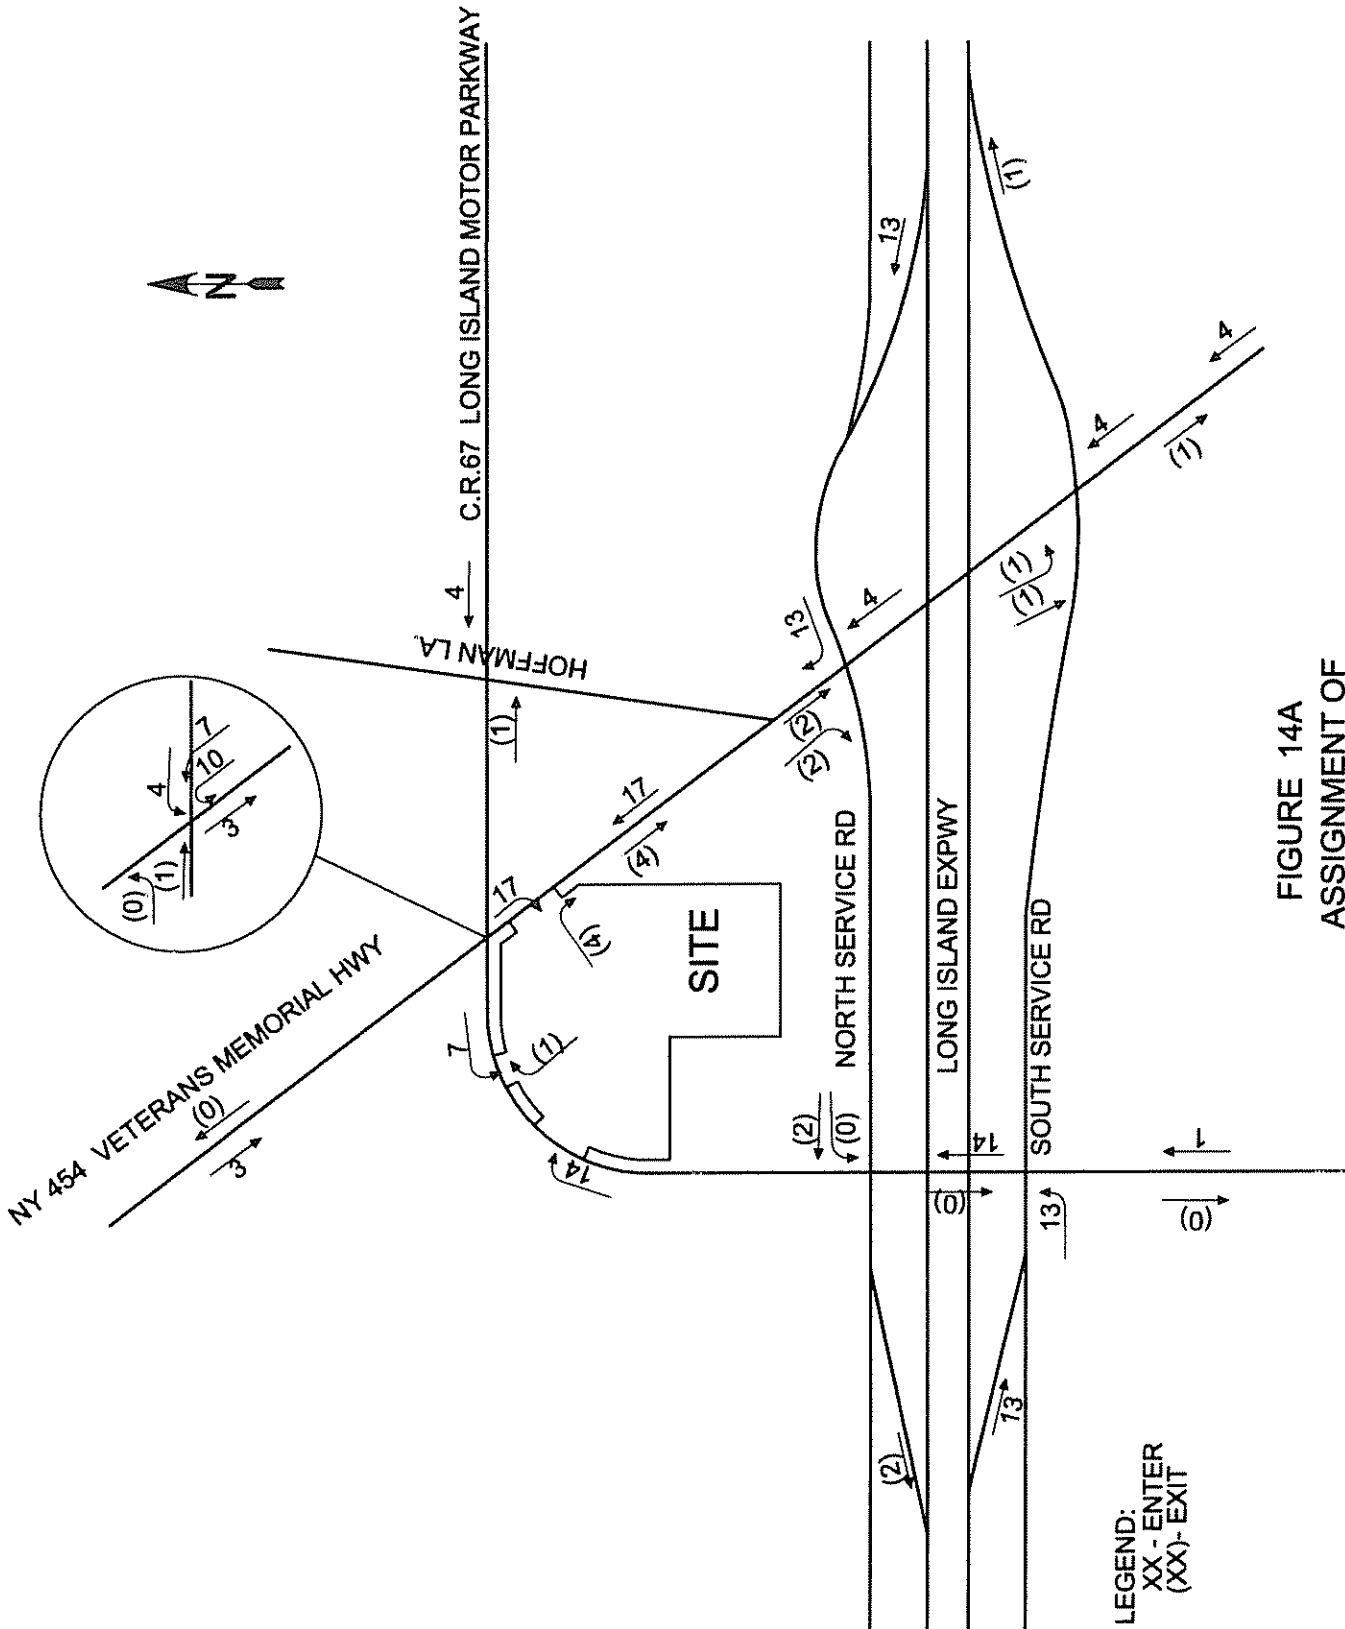 N
C.R.67 LONG ISLAND MOTOR PARKWAY
4
HOFFMAN LA.
(1)
4
7
10
3
(1)
(0)
NY 454 VETERANS MEMORIAL HWY
(0)
3
17
17
(4)
(4)
SITE
7
(1)
14
13
13
4
(2)
(2)
NORTH SERVICE RD
LONG ISLAND EXPWY
SOUTH SERVICE RD
(1)
4
4
(1)
(1)
(1)
(2)
(0)
14
(0)
13
1
(0)
(2)
13
LEGEND:
XX - ENTER
(XX)- EXIT
FIGURE 14A
ASSIGNMENT OF